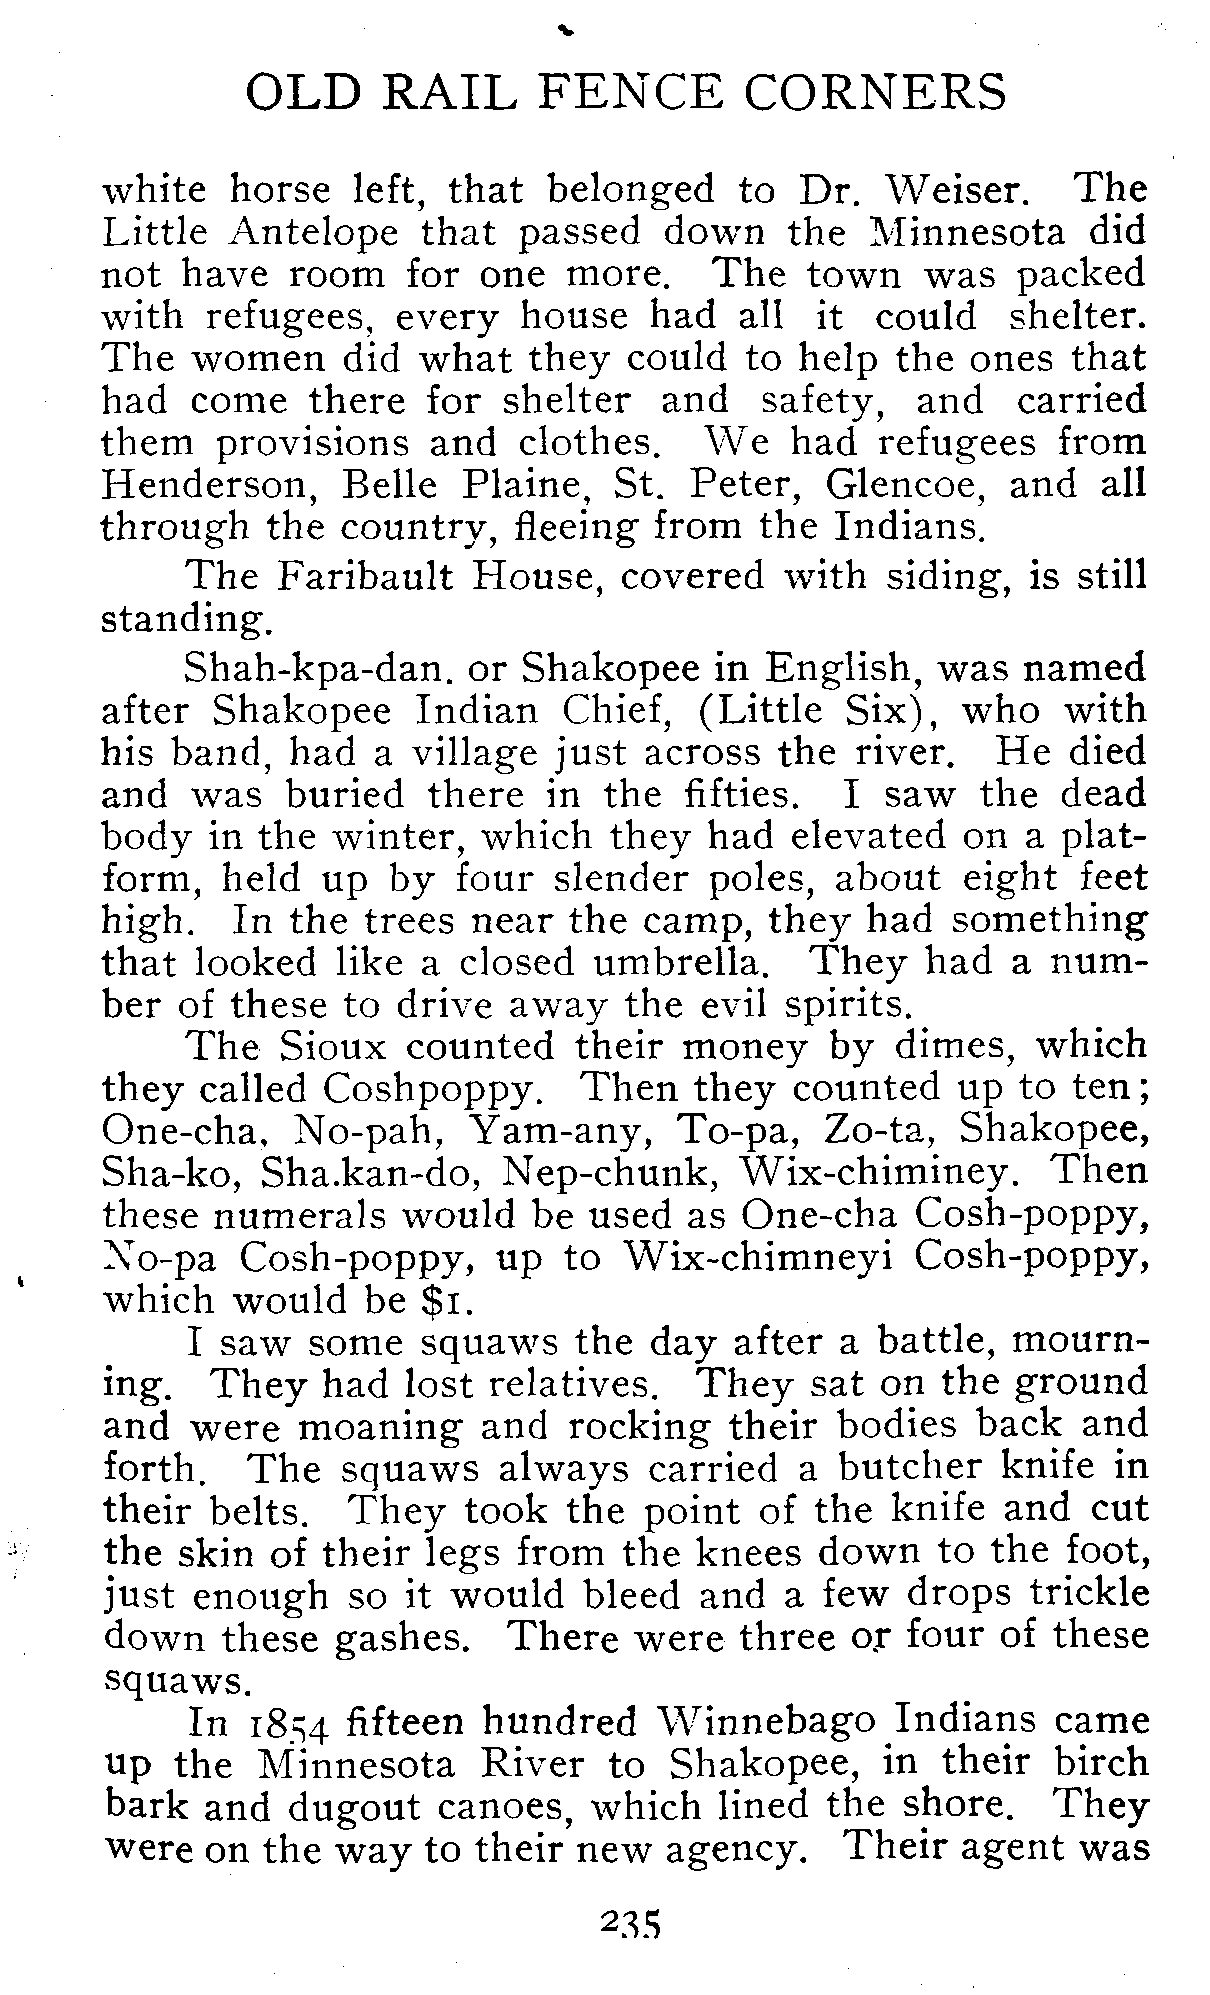 OLD RAIL FENCE CORNERS
white horse left, that belonged to Dr. Weiser. The
Little Antelope that passed down the Minnesota did
not have room for one more. The town was packed
with refugees, every house had all it could shelter.
The women did what they could to help the ones that
had come there for shelter and safety, and carried
them provisions and clothes. We had refugees from
Henderson, Belle Plaine, St. Peter, Glencoe, and all
through the country, fleeing from the Indians.
The Faribault House, covered with siding, is still
standing.
Shah-kpa-dan. or Shakopee in English, was named
after Shakopee Indian Chief, (Little Six), who with
his band, had a village just across the river. He died
and was buried there in the fifties. I saw the dead
body in the winter, which they had elevated on a plat-
form, held up by four slender poles, about eight feet
high. In the trees near the camp, they had something
that looked like a closed umbrella. They had a num-
ber of these to drive away the evil spirits.
The Sioux counted their money by dimes, which
they called Coshpoppy. Then they counted up to ten;
One-cha, No-pah, Yam-any, To-pa, Zo-ta, Shakopee,
Sha-ko, Sha.kan-do, Nep-chunk, Wix-chiminey. Then
these numerals would be used as One-cha Cosh-poppy,
No-pa Cosh-poppy, up to Wix-chimneyi Cosh-poppy,
which would be $1.
I saw some squaws the day after a battle, mourn-
ing. They had lost relatives. They sat on the ground
and were moaning and rocking their bodies back and
forth. The squaws always carried a butcher knife in
their belts. They took the point of the knife and cut
the skin of their legs from the knees down to the foot,
just enough so it would bleed and a few drops trickle
down these gashes. There were three or four of these
squaws.
In 1854 fifteen hundred Winnebago Indians came
up the Minnesota River to Shakopee, in their birch
bark and dugout canoes, which lined the shore. They
were on the way to their new agency. Their agent was
235